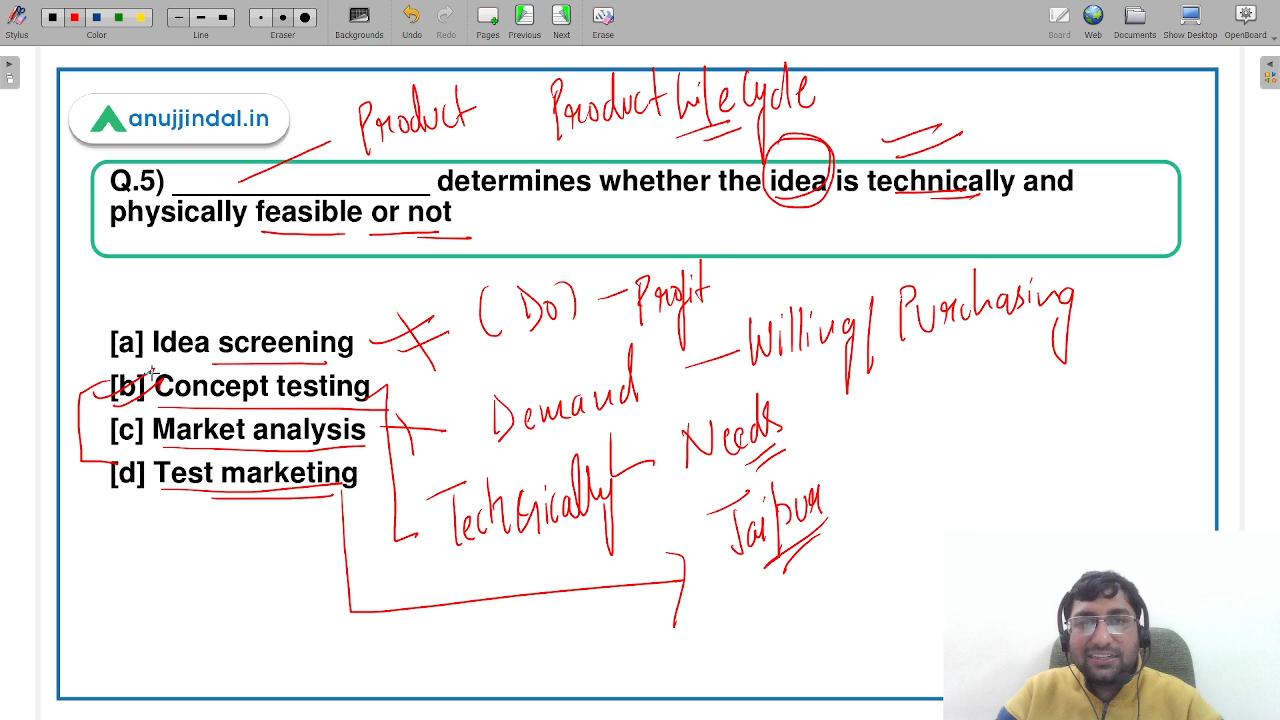 Stylus
Color
Line
Eraser
Backgrounds
Undo
Redo
Pages
Previous
Next
Erase
Board
Web
Documents
Show Desktop
OpenBoard
Product Product Life Cycle
anujjindal.in
Q.5) _________________ determines whether the idea is technically and
physically feasible or not
(Do) - Profit
[a] Idea screening
Demand - Willing/ Purchasing
[b] Concept testing
[c] Market analysis
Needs
[d] Test marketing
Technically
Jaipur